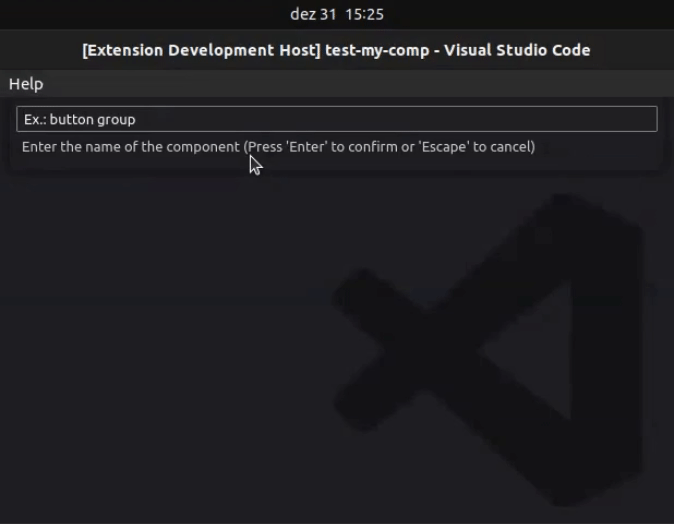 dez 31 15:25
[Extension Development Host] test-my-comp - Visual Studio Code
Help
Ex.: button group
Enter the name of the component (Press 'Enter' to confirm or 'Escape' to cancel)